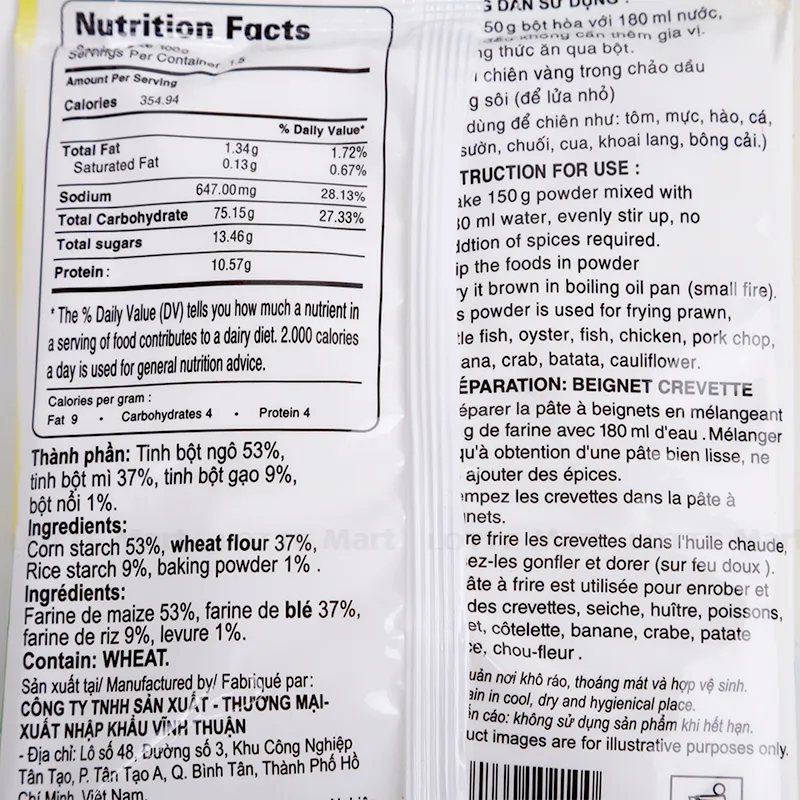 Nutrition Facts
100g
Servings Per Container 1.5
Amount Per Serving
Calories 354.94
% Daily Value*
Total Fat 1.34g 1.72%
Saturated Fat 0.13g 0.67%
Sodium 647.00mg 28.13%
Total Carbohydrate 75.15g 27.33%
Total sugars 13.46g
Protein : 10.57g
* The % Daily Value (DV) tells you how much a nutrient in
a serving of food contributes to a dairy diet. 2.000 calories
a day is used for general nutrition advice.
Calories per gram :
Fat 9 • Carbohydrates 4 • Protein 4
Thành phần: Tinh bột ngô 53%,
tinh bột mì 37%, tinh bột gạo 9%,
bột nổi 1%.
Ingredients:
Corn starch 53%, wheat flour 37%,
Rice starch 9%, baking powder 1% .
Ingrédients:
Farine de maize 53%, farine de blé 37%,
farine de riz 9%, levure 1%.
Contain: WHEAT.
Sản xuất tại/ Manufactured by/ Fabriqué par:
CÔNG TY TNHH SẢN XUẤT - THƯƠNG MẠI-
XUẤT NHẬP KHẨU VĨNH THUẬN
- Địa chỉ: Lô số 48, Đường số 3, Khu Công Nghiệp
Tân Tạo, P. Tân Tạo A, Q. Bình Tân, Thành Phố Hồ
Chí Minh, Việt Nam.
DẪN SỬ DỤNG :
50g bột hòa với 180 ml nước,
không cần thêm gia vị.
ng thức ăn qua bột.
chiên vàng trong chảo dầu
g sôi (để lửa nhỏ)
dùng để chiên như: tôm, mực, hào, cá,
sườn, chuối, cua, khoai lang, bông cải.)
TRUCTION FOR USE :
ake 150g powder mixed with
80 ml water, evenly stir up, no
ddtion of spices required.
ip the foods in powder
ry it brown in boiling oil pan (small fire).
s powder is used for frying prawn,
tle fish, oyster, fish, chicken, pork chop,
ana, crab, batata, cauliflower.
ÉPARATION: BEIGNET CREVETTE
éparer la pâte à beignets en mélangeant
g de farine avec 180 ml d'eau . Mélanger
qu'à obtention d'une pâte bien lisse, ne
ajouter des épices.
empez les crevettes dans la pâte à
nets.
re frire les crevettes dans l'huile chaude,
ez-les gonfler et dorer (sur feu doux ).
âte à frire est utilisée pour enrober et
des crevettes, seiche, huître, poissons,
et, côtelette, banane, crabe, patate
ce, chou-fleur .
uản nơi khô ráo, thoáng mát và hợp vệ sinh.
ain in cool, dry and hygienical place.
n cáo: không sử dụng sản phẩm khi hết hạn.
uct images are for illustrative purposes only.